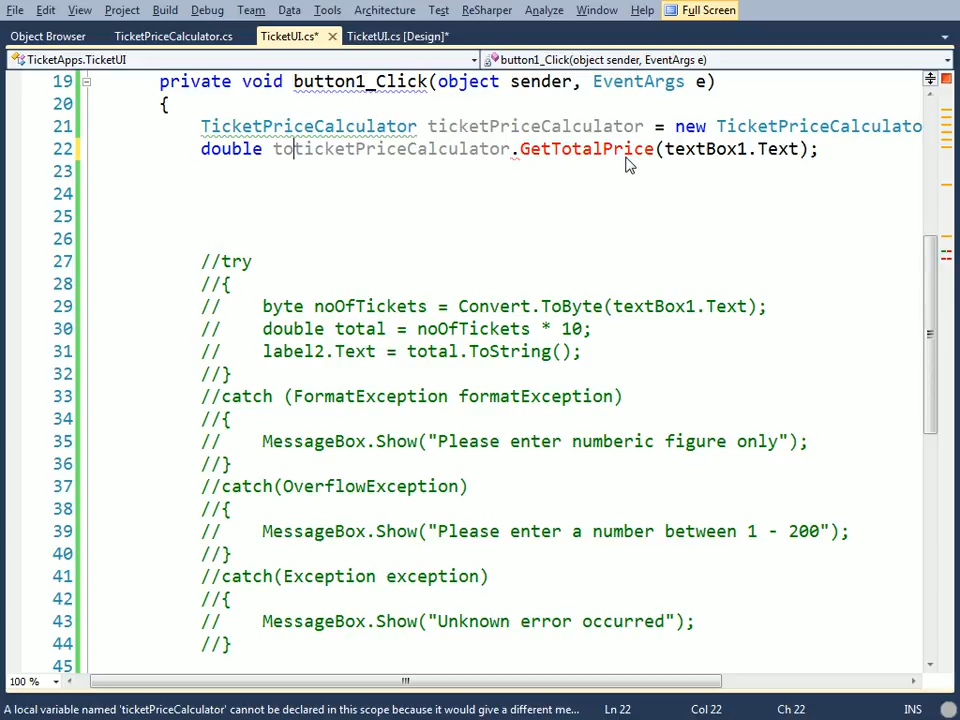 File Edit View Project Build Debug Team Data Tools Architecture Test ReSharper Analyze Window Help Full Screen
Object Browser TicketPriceCalculator.cs TicketUI.cs* TicketUI.cs [Design]*
TicketApps.TicketUI button1_Click(object sender, EventArgs e)
19 private void button1_Click(object sender, EventArgs e)
20 {
21 TicketPriceCalculator ticketPriceCalculator = new TicketPriceCalculato
22 double toticketPriceCalculator.GetTotalPrice(textBox1.Text);
23
24
25
26
27 //try
28 //{
29 // byte noOfTickets = Convert.ToByte(textBox1.Text);
30 // double total = noOfTickets * 10;
31 // label2.Text = total.ToString();
32 //}
33 //catch (FormatException formatException)
34 //{
35 // MessageBox.Show("Please enter numberic figure only");
36 //}
37 //catch(OverflowException)
38 //{
39 // MessageBox.Show("Please enter a number between 1 - 200");
40 //}
41 //catch(Exception exception)
42 //{
43 // MessageBox.Show("Unknown error occurred");
44 //}
45
100 %
A local variable named 'ticketPriceCalculator' cannot be declared in this scope because it would give a different me... Ln 22 Col 22 Ch 22 INS